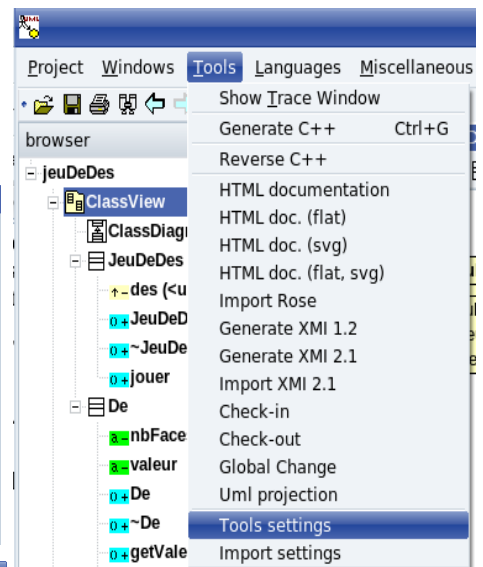 Project Windows Tools Languages Miscellaneous
Show Trace Window
Generate C++ Ctrl+G
Reverse C++
HTML documentation
HTML doc. (flat)
HTML doc. (svg)
HTML doc. (flat, svg)
Import Rose
Generate XMI 1.2
Generate XMI 2.1
Import XMI 2.1
Check-in
Check-out
Global Change
Uml projection
Tools settings
Import settings
browser
jeuDeDes
ClassView
ClassDiagr
JeuDeDes
des (<u
JeuDeD
~JeuDe
jouer
De
nbFace
valeur
De
~De
getVale